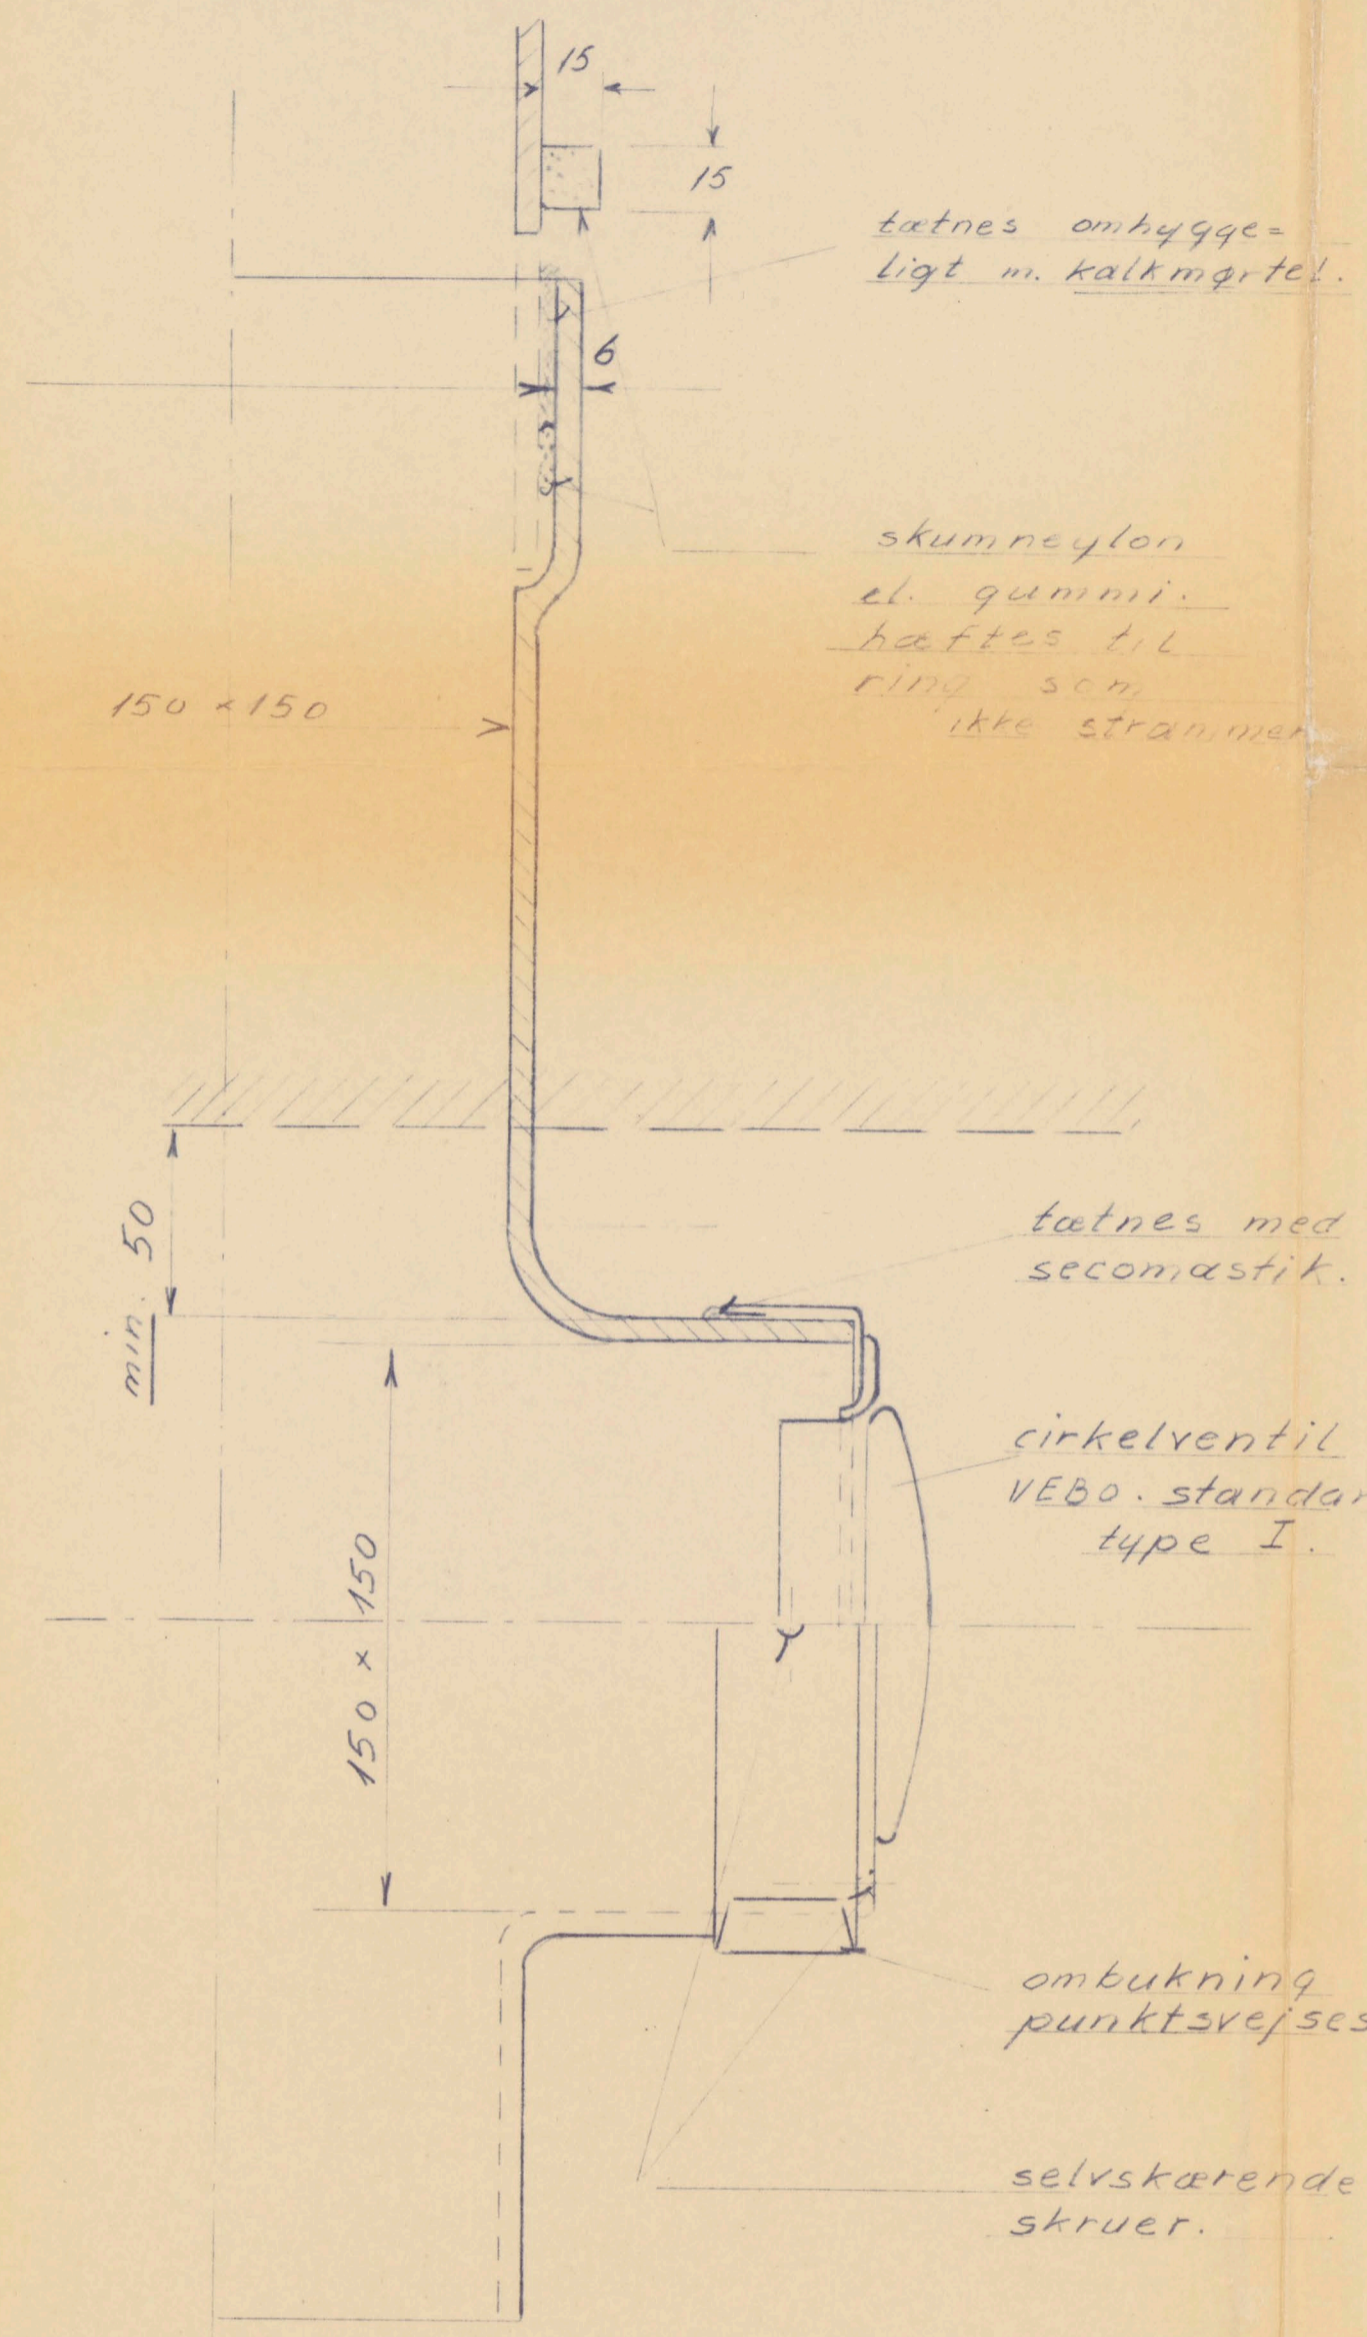 15
15
tætnes omhygge=
ligt m. kalkmørtel.
6
skumneylon
el. gummi.
hæftes til
ring som
ikke strammer
150 x 150
min. 50
tætnes med
secomastik.
cirkelventil
VEBO. standar
type I.
150 x 150
ombukning
punktsvejses
selvskærende
skruer.